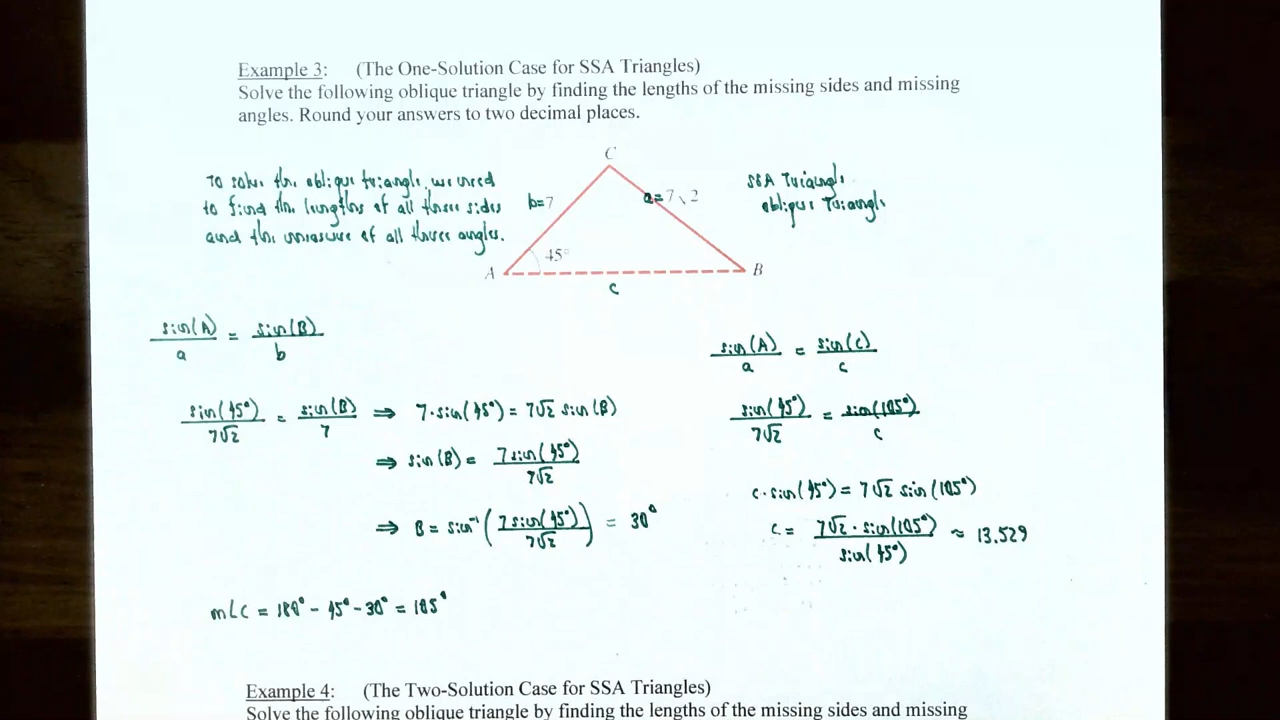 Example 3: (The One-Solution Case for SSA Triangles)
Solve the following oblique triangle by finding the lengths of the missing sides and missing
angles. Round your answers to two decimal places.
C
To solve the oblique triangle, we need
to find the lengths of all three sides
and the measure of all three angles.
b=7
a=7√2
SSA Triangle
oblique Triangle
45°
A
B
c
sin(A)/a = sin(B)/b
sin(A)/a = sin(C)/c
sin(45°)/7√2 = sin(B)/7 ⇒ 7·sin(45°) = 7√2 sin(B)
⇒ sin(B) = 7sin(45°)/7√2
⇒ B = sin⁻¹(7sin(45°)/7√2) = 30°
m∠C = 180° - 45° - 30° = 105°
sin(45°)/7√2 = sin(105°)/c
c·sin(45°) = 7√2 sin(105°)
c = 7√2·sin(105°)/sin(45°) ≈ 13.529
Example 4: (The Two-Solution Case for SSA Triangles)
Solve the following oblique triangle by finding the lengths of the missing sides and missing